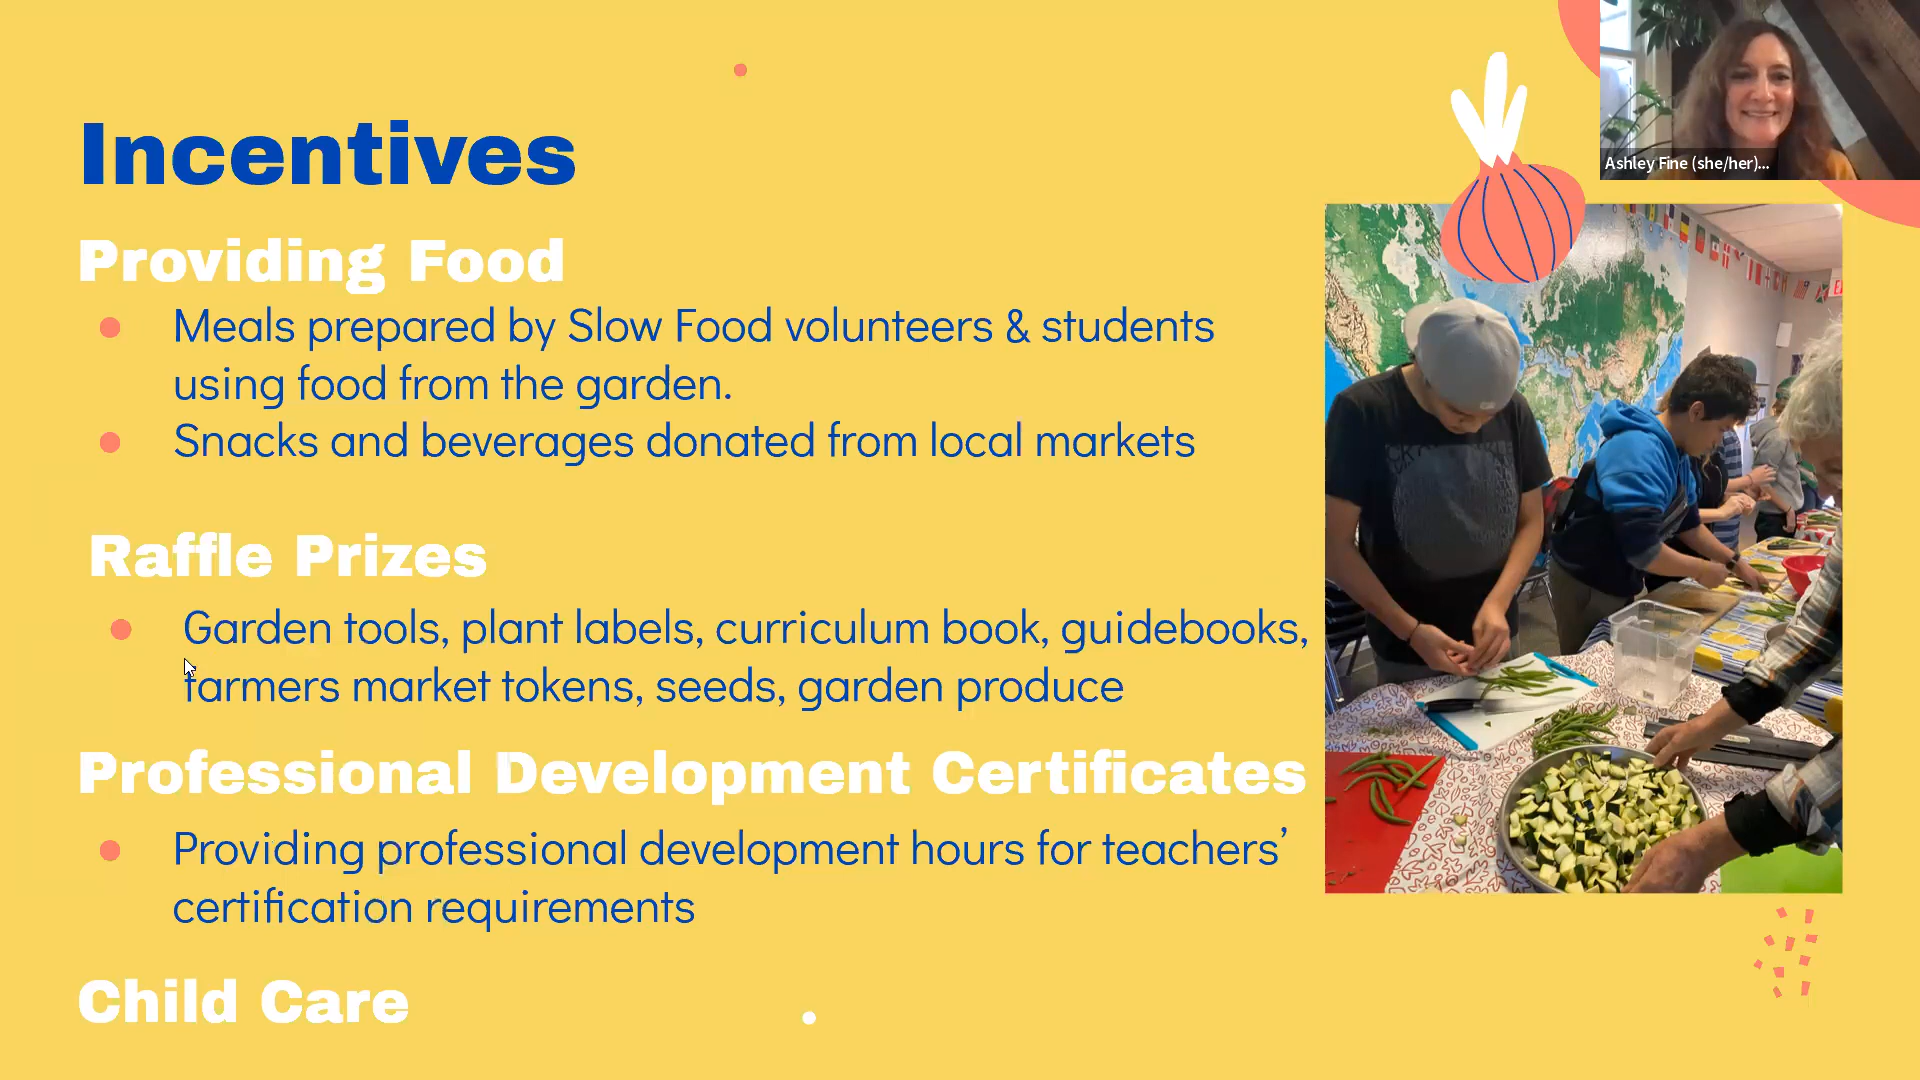 Incentives
Ashley Fine (she/her)...
Providing Food
Meals prepared by Slow Food volunteers & students
using food from the garden.
Snacks and beverages donated from local markets
Raffle Prizes
Garden tools, plant labels, curriculum book, guidebooks,
farmers market tokens, seeds, garden produce
Professional Development Certificates
Providing professional development hours for teachers’
certification requirements
Child Care